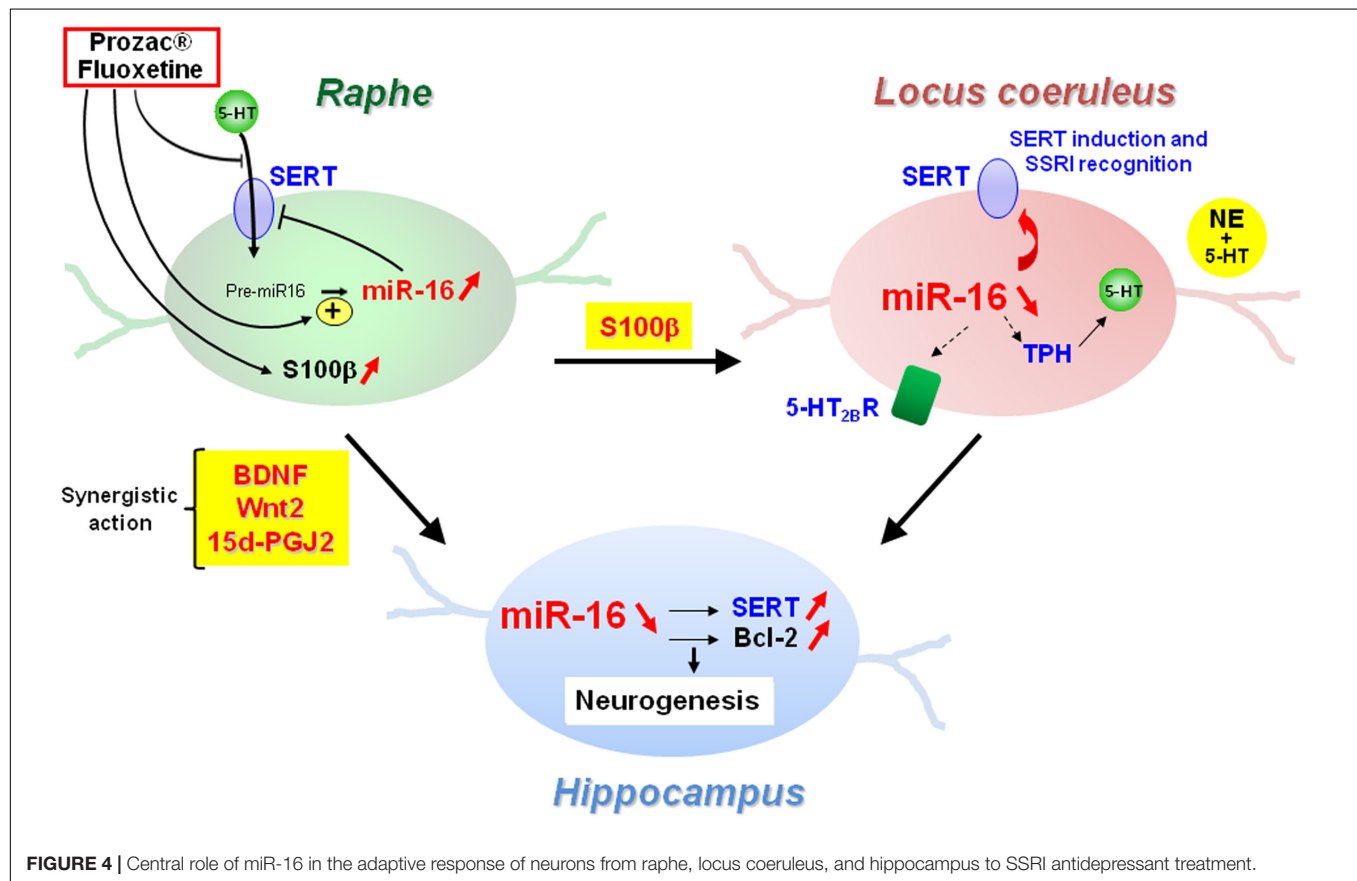 Prozac®
Fluoxetine
Raphe
5-HT
SERT
Pre-miR16
miR-16
+
S100β
S100β
Locus coeruleus
SERT induction and
SSRI recognition
SERT
NE
+
5-HT
miR-16
5-HT
TPH
5-HT2BR
Synergistic
action
BDNF
Wnt2
15d-PGJ2
miR-16
SERT
Bcl-2
Neurogenesis
Hippocampus
FIGURE 4 | Central role of miR-16 in the adaptive response of neurons from raphe, locus coeruleus, and hippocampus to SSRI antidepressant treatment.